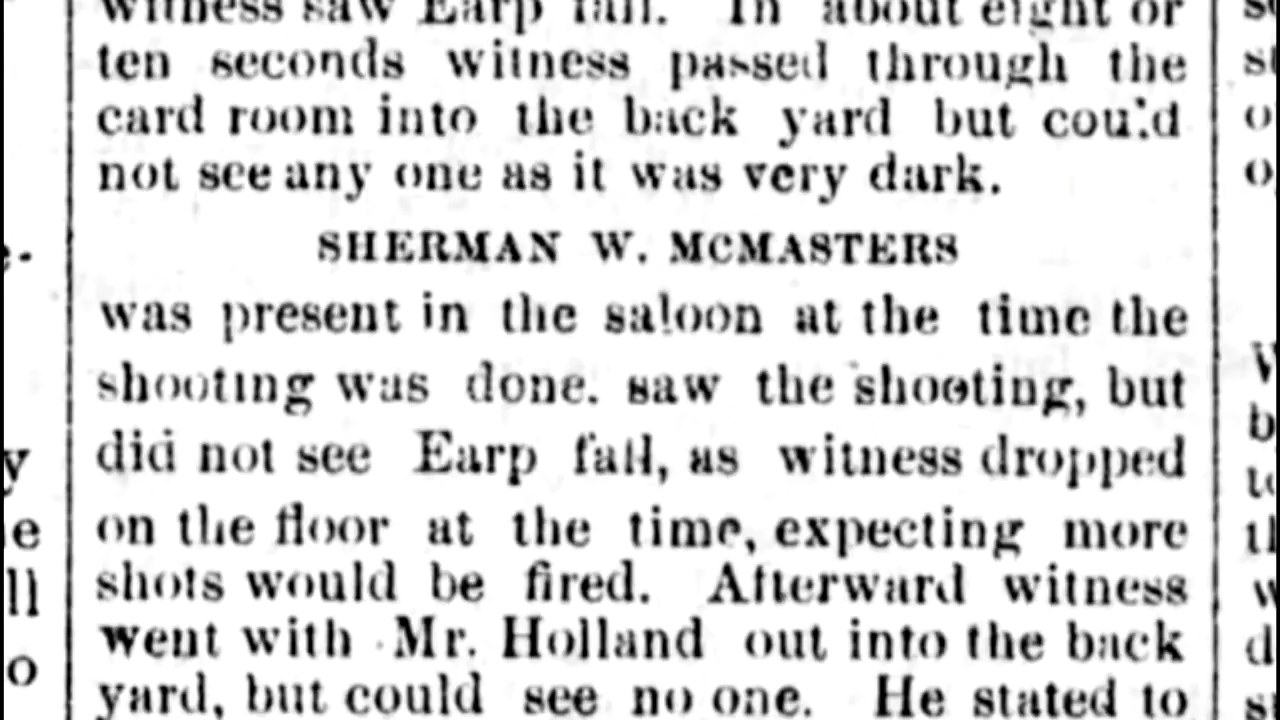 witness saw Earp fall. In about eight or
ten seconds witness passed through the
card room into the back yard but could
not see any one as it was very dark.
SHERMAN W. MCMASTERS
was present in the saloon at the time the
shooting was done. saw the shooting, but
did not see Earp fall, as witness dropped
on the floor at the time, expecting more
shots would be fired. Afterward witness
went with Mr. Holland out into the back
yard, but could see no one. He stated to